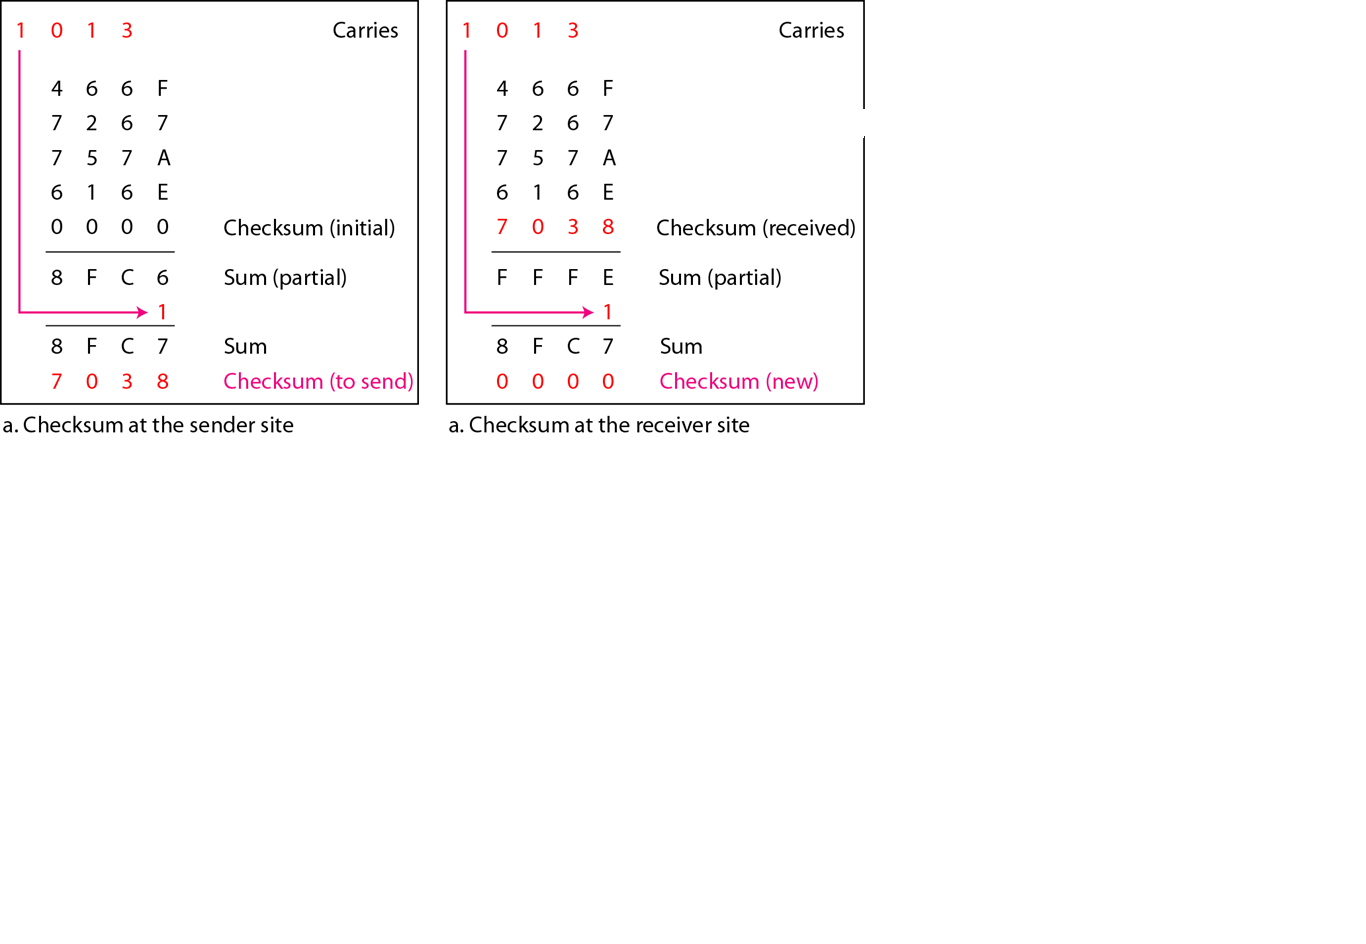 1 0 1 3 Carries
4 6 6 F
7 2 6 7
7 5 7 A
6 1 6 E
0 0 0 0 Checksum (initial)
8 F C 6 Sum (partial)
1
8 F C 7 Sum
7 0 3 8 Checksum (to send)
a. Checksum at the sender site
1 0 1 3 Carries
4 6 6 F
7 2 6 7
7 5 7 A
6 1 6 E
7 0 3 8 Checksum (received)
F F F E Sum (partial)
1
8 F C 7 Sum
0 0 0 0 Checksum (new)
a. Checksum at the receiver site